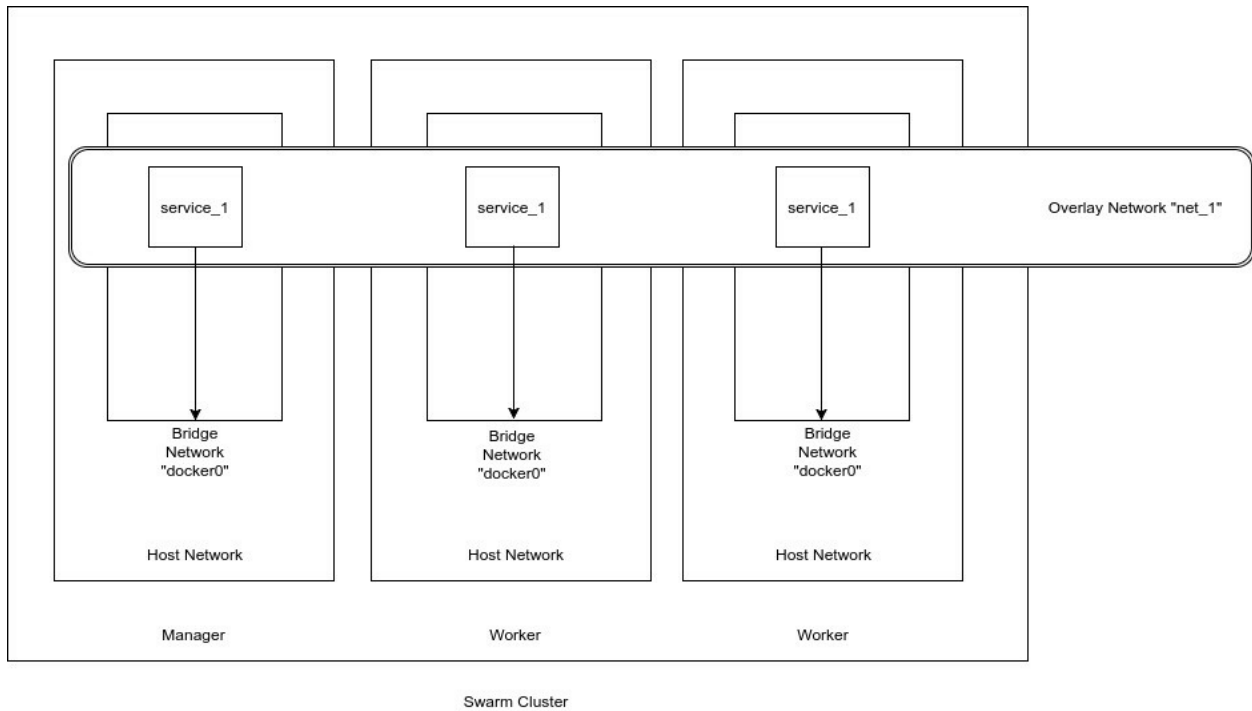 service_1
service_1
service_1
Overlay Network "net_1"
Bridge
Network
"docker0"
Bridge
Network
"docker0"
Bridge
Network
"docker0"
Host Network
Host Network
Host Network
Manager
Worker
Worker
Swarm Cluster